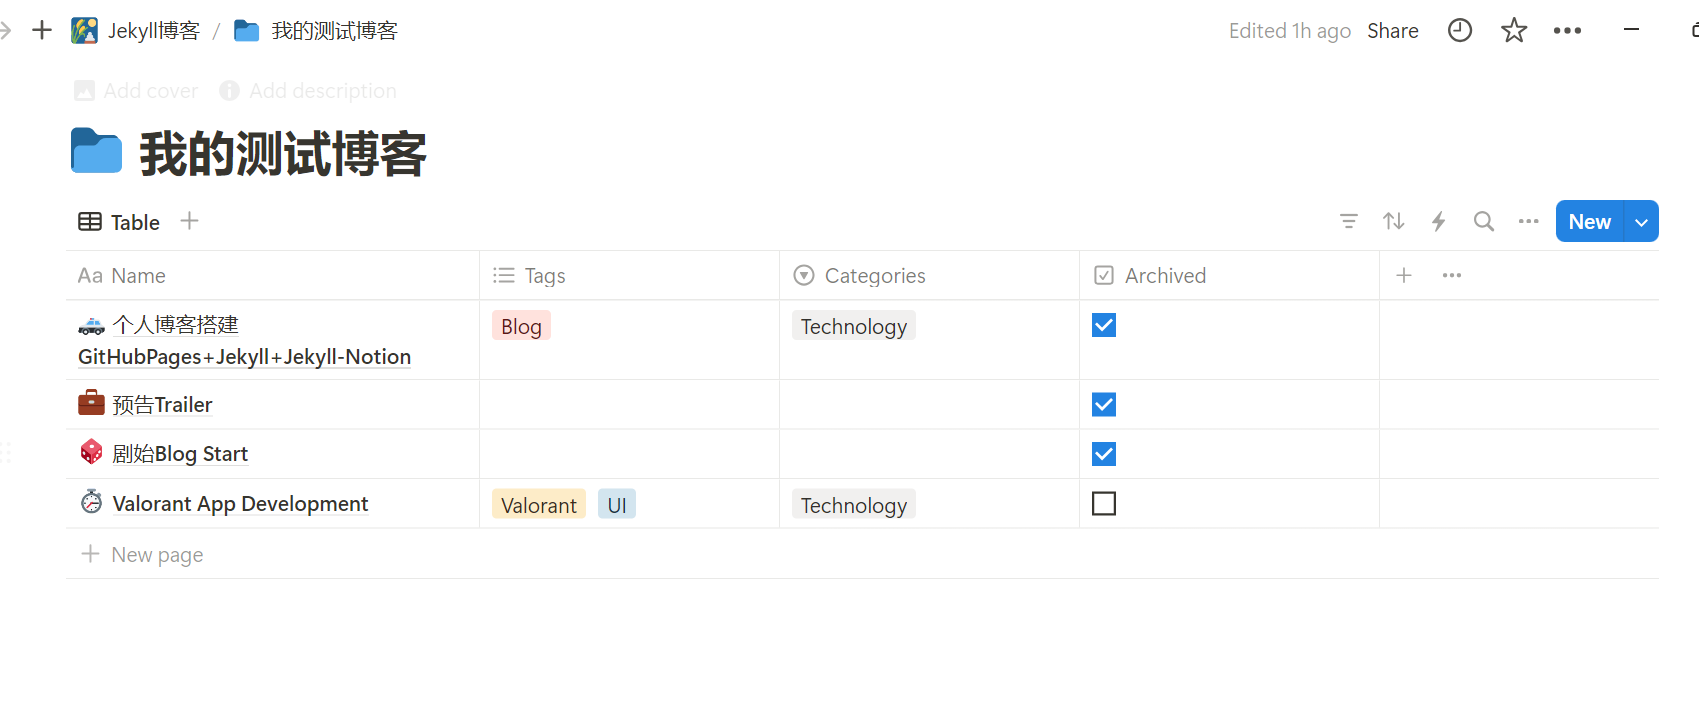 Jekyll博客 / 我的测试博客 Edited 1h ago Share
Add cover Add description
我的测试博客
Table New
Aa Name Tags Categories Archived
个人博客搭建 Blog Technology
GitHubPages+Jekyll+Jekyll-Notion
预告Trailer
剧始Blog Start
Valorant App Development Valorant UI Technology
New page